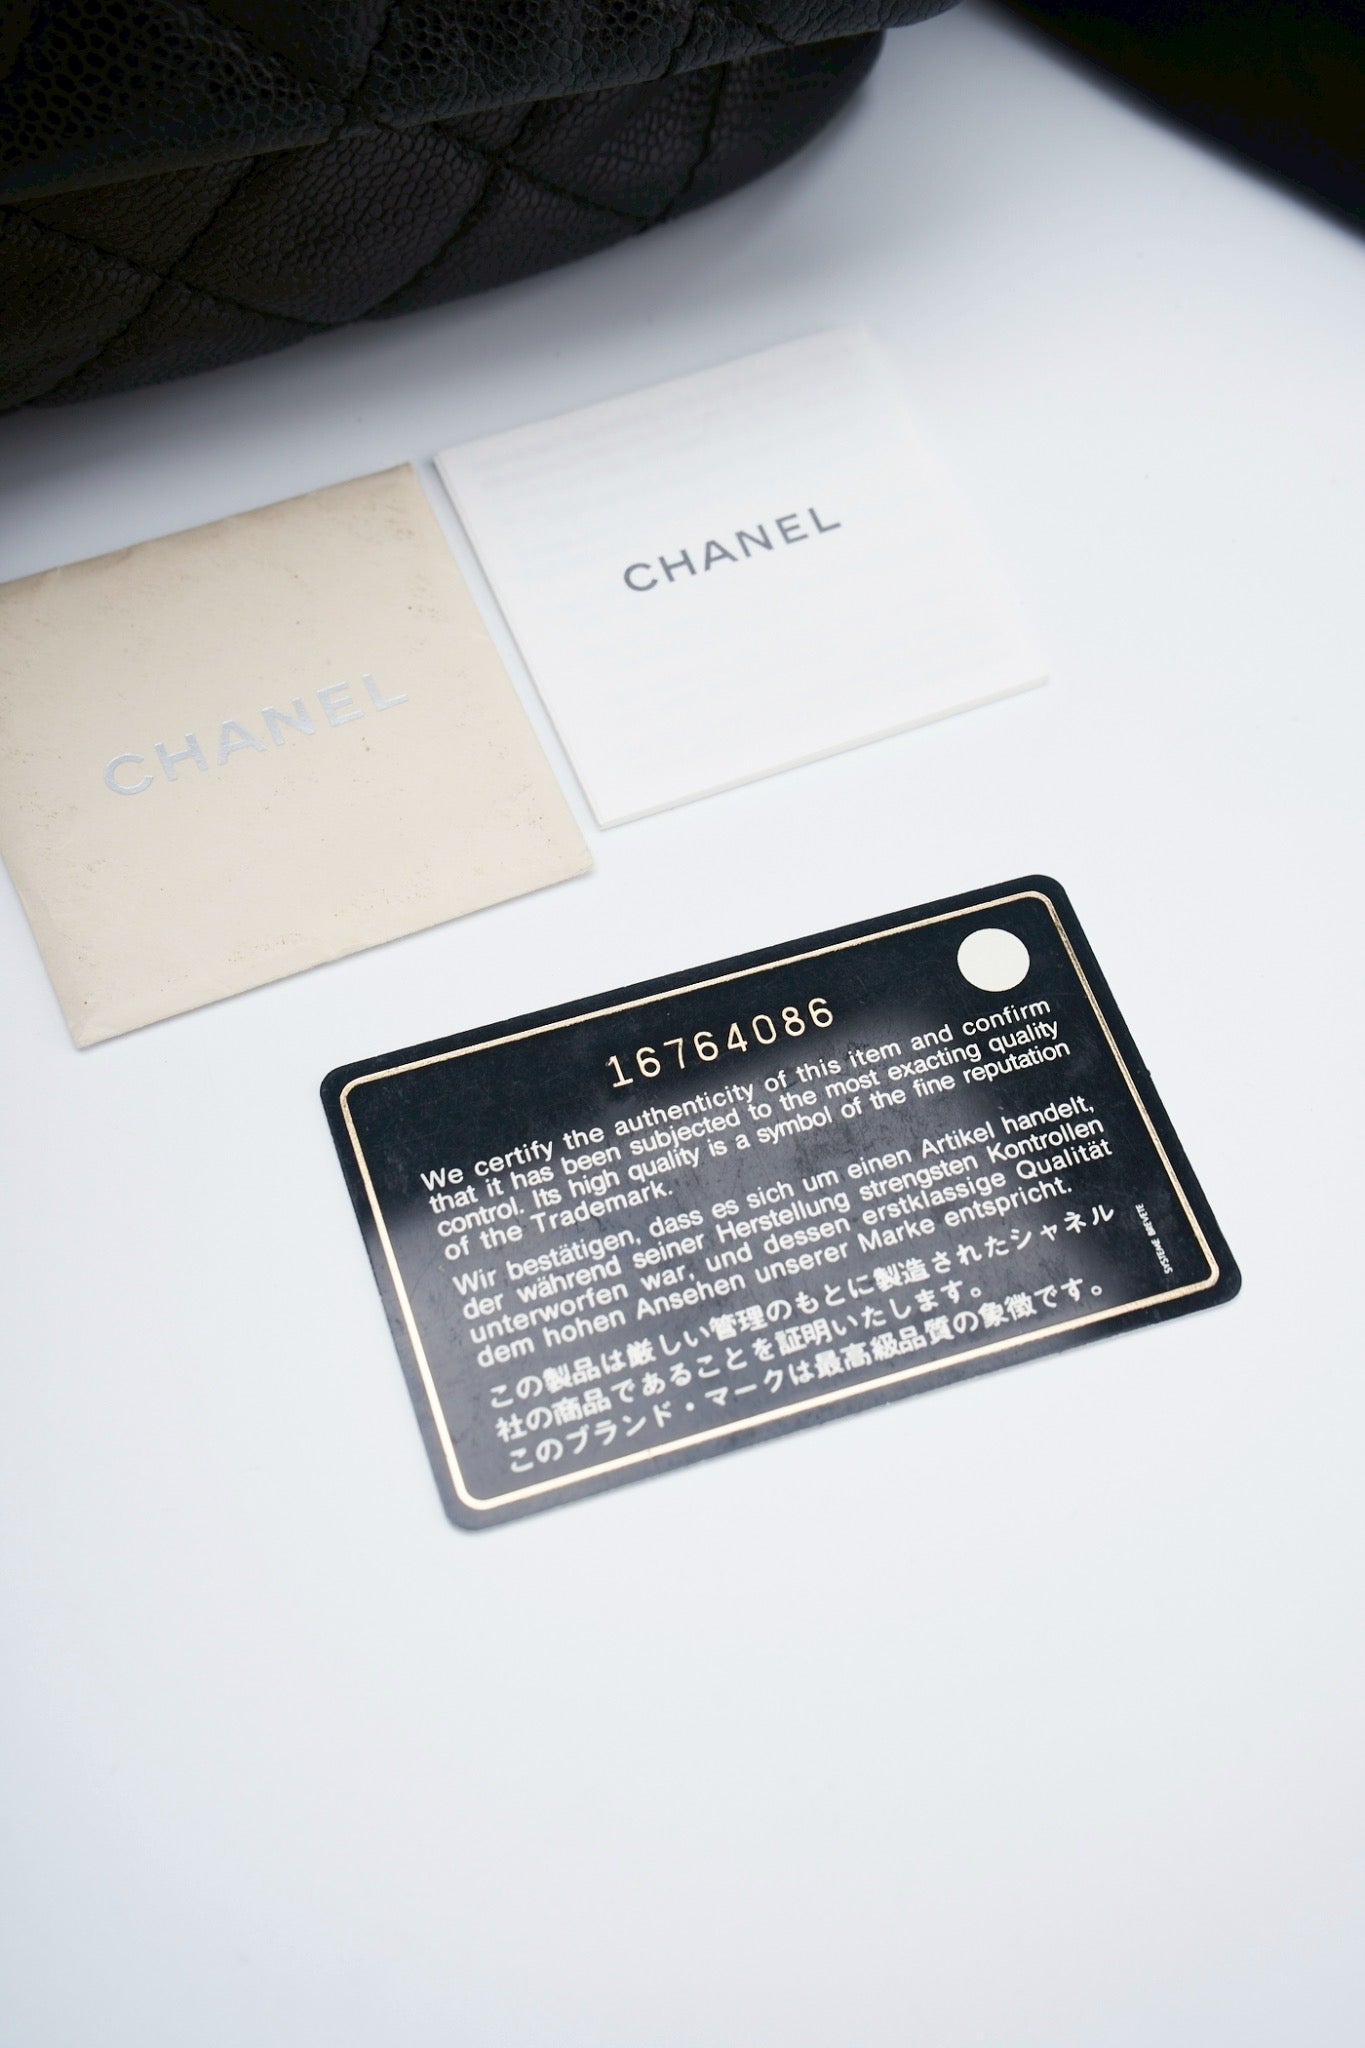 CHANEL
CHANEL
16764086
We certify the authenticity of this item and confirm
that it has been subjected to the most exacting quality
control. Its high quality is a symbol of the fine reputation
of the Trademark.
Wir bestätigen, dass es sich um einen Artikel handelt,
der während seiner Herstellung strengsten Kontrollen
unterworfen war, und dessen erstklassige Qualität
dem hohen Ansehen unserer Marke entspricht.
この製品は厳しい管理のもとに製造されたシャネル
社の商品であることを証明いたします。
このブランド・マークは最高級品質の象徴です。
SYSTEME BREVETE